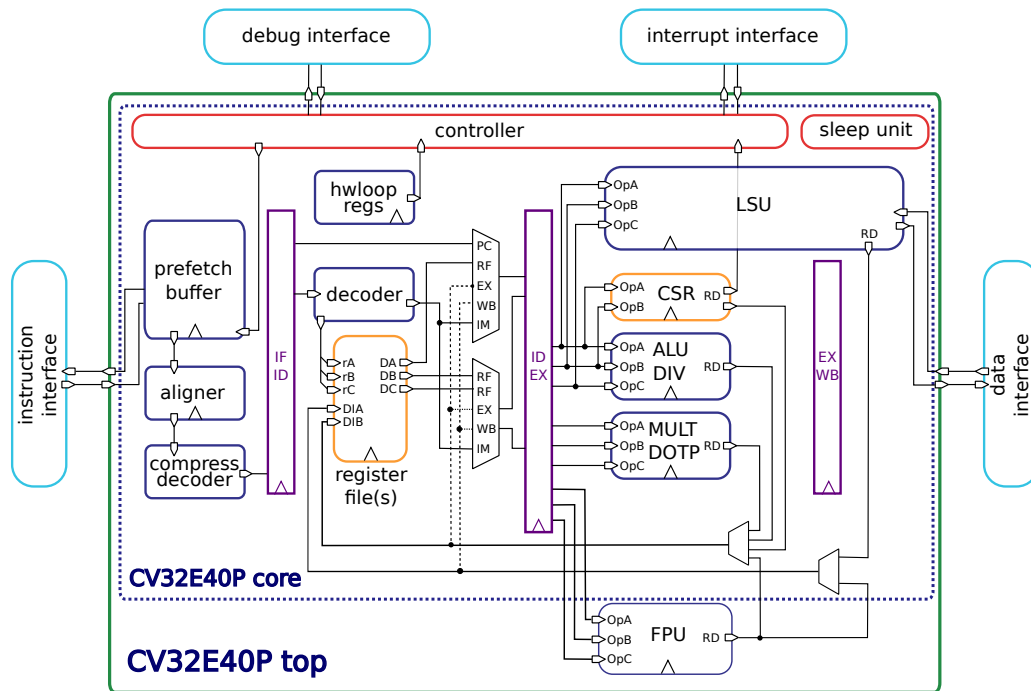 debug interface
interrupt interface
controller
sleep unit
hwloop
regs
OpA
OpB
OpC
LSU
RD
prefetch
buffer
IF
ID
decoder
PC
RF
EX
WB
IM
ID
EX
OpA
OpB
CSR
RD
EX
WB
instruction
interface
data
interface
aligner
compress
decoder
rA
rB
rC
DIA
DIB
DA
DB
DC
register
file(s)
RF
RF
EX
WB
IM
OpA
OpB
OpC
ALU
DIV
RD
OpA
OpB
OpC
MULT
DOTP
RD
CV32E40P core
OpA
OpB
OpC
FPU
RD
CV32E40P top